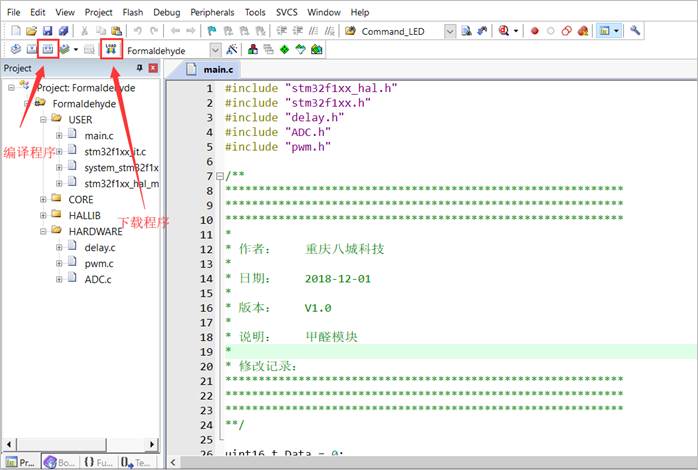 File Edit View Project Flash Debug Peripherals Tools SVCS Window Help
Command_LED
LOAD Formaldehyde
Project
main.c
Project: Formaldehyde
Formaldehyde
USER
main.c
stm32f1xx_it.c
system_stm32f1x
stm32f1xx_hal_m
CORE
HALLIB
HARDWARE
delay.c
pwm.c
ADC.c
编译程序
下载程序
1 #include "stm32f1xx_hal.h"
2 #include "stm32f1xx.h"
3 #include "delay.h"
4 #include "ADC.h"
5 #include "pwm.h"
6
7 /**
8 ************************************************************
9 ************************************************************
10 ************************************************************
11 *
12 * 作者: 重庆八城科技
13 *
14 * 日期: 2018-12-01
15 *
16 * 版本: V1.0
17 *
18 * 说明: 甲醛模块
19 *
20 * 修改记录:
21 ************************************************************
22 ************************************************************
23 ************************************************************
24 **/
25
26 uint16_t Data = 0;
Pr... Bo... {} Fu... Te...